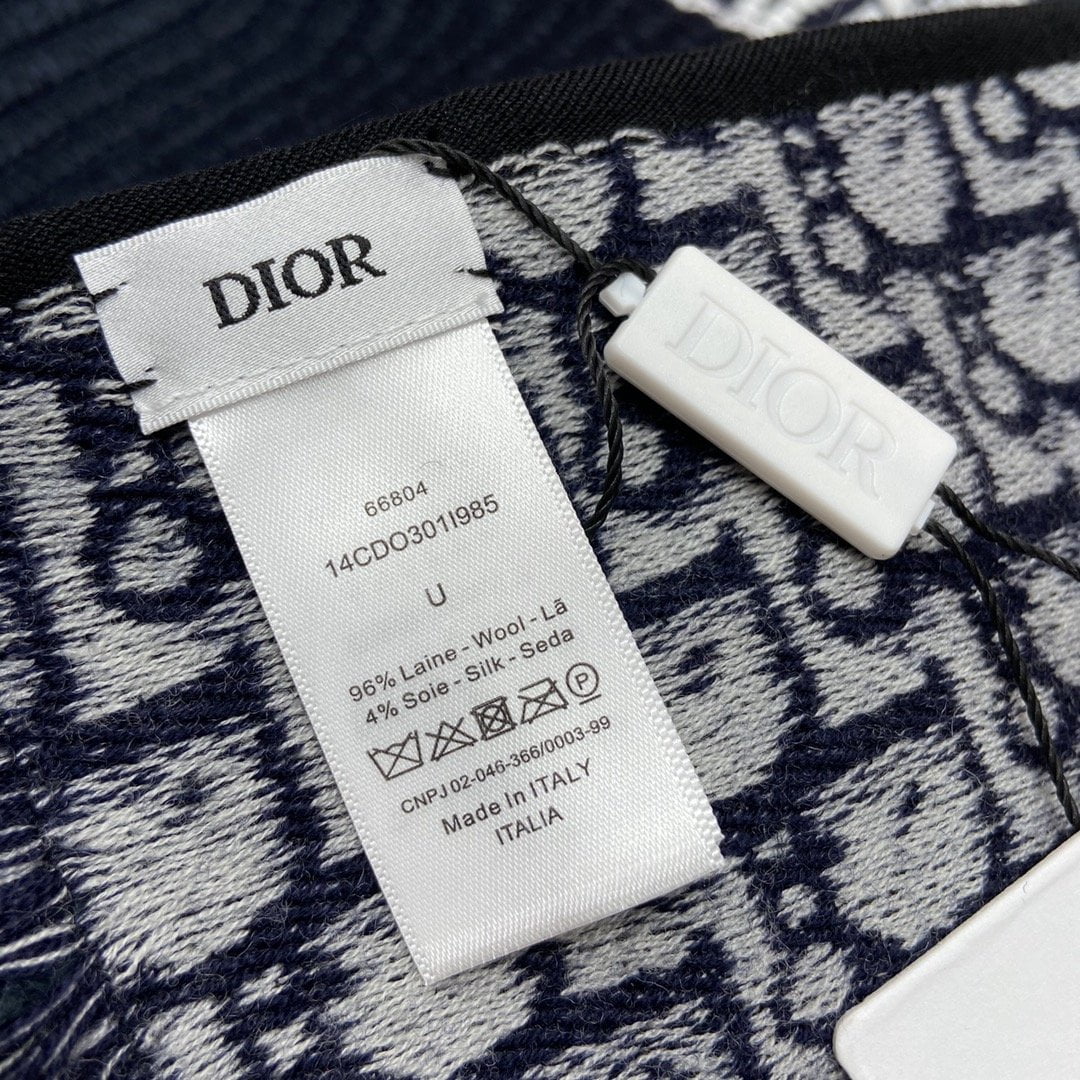 DIOR
DIOR
66804
14CDO301I985
U
96% Laine - Wool - Lã
4% Soie - Silk - Seda
P
CNPJ 02-046-366/0003-99
Made In ITALY
ITALIA